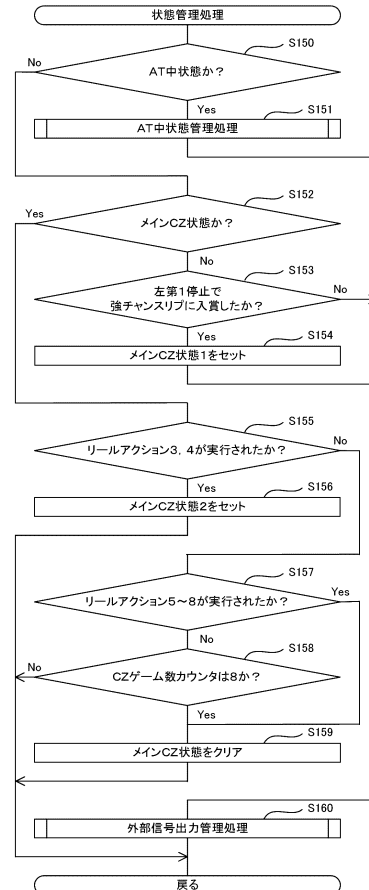 状態管理処理
S150
No
AT中状態か?
Yes
S151
AT中状態管理処理
S152
Yes
メインCZ状態か?
No
S153
左第1停止で
強チャンスリプに入賞したか?
No
Yes
S154
メインCZ状態1をセット
S155
リールアクション3,4が実行されたか?
No
Yes
S156
メインCZ状態2をセット
S157
リールアクション5~8が実行されたか?
Yes
No
S158
No
CZゲーム数カウンタは8か?
Yes
S159
メインCZ状態をクリア
S160
外部信号出力管理処理
戻る